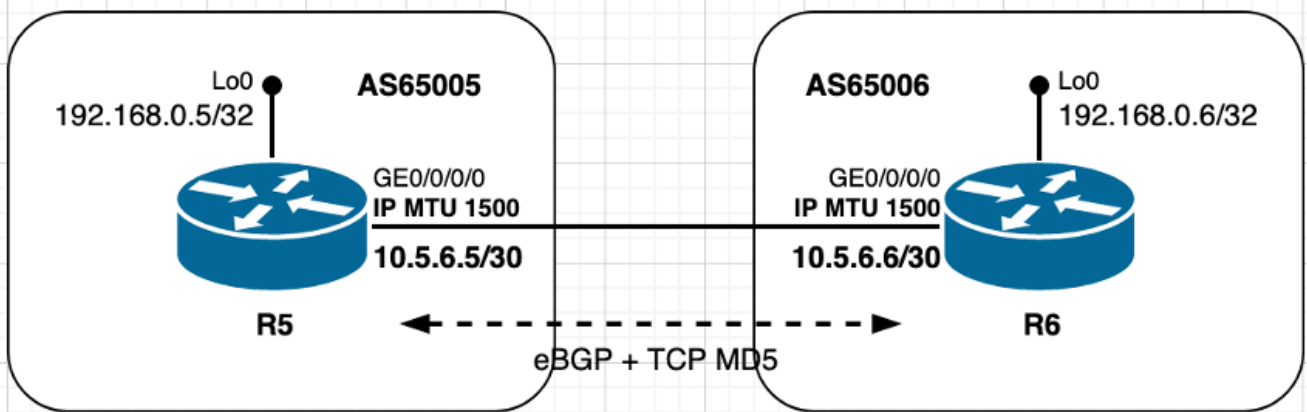 Lo0
192.168.0.5/32
AS65005
GE0/0/0/0
IP MTU 1500
10.5.6.5/30
R5
AS65006
Lo0
192.168.0.6/32
GE0/0/0/0
IP MTU 1500
10.5.6.6/30
R6
eBGP + TCP MD5